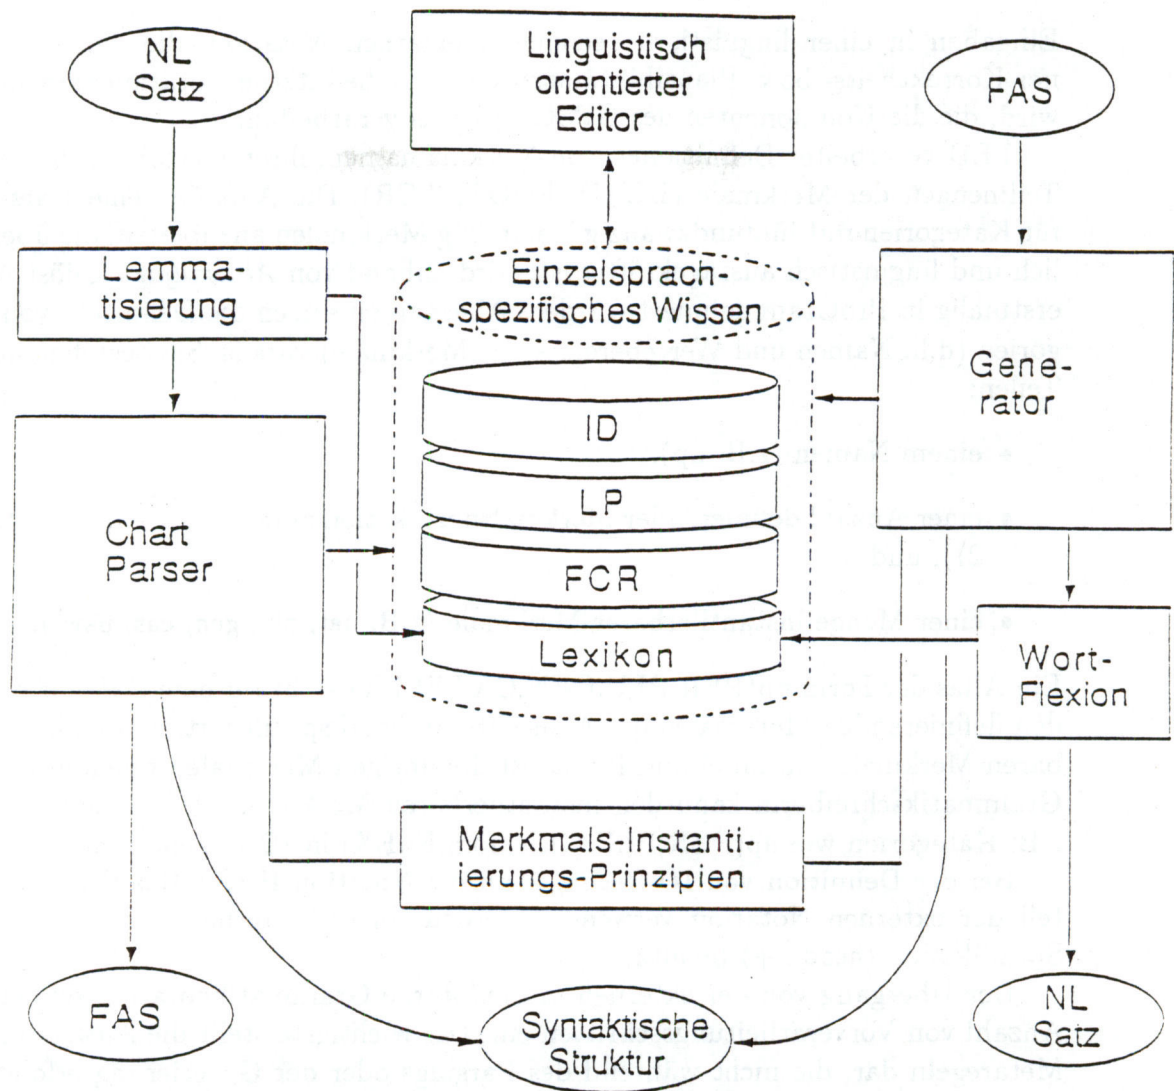 NL
Satz
Linguistisch
orientierter
Editor
FAS
Lemma-
tisierung
Einzelsprach-
spezifisches Wissen
Gene-
rator
ID
LP
FCR
Lexikon
Chart
Parser
Wort-
Flexion
Merkmals-Instanti-
ierungs-Prinzipien
FAS
Syntaktische
Struktur
NL
Satz